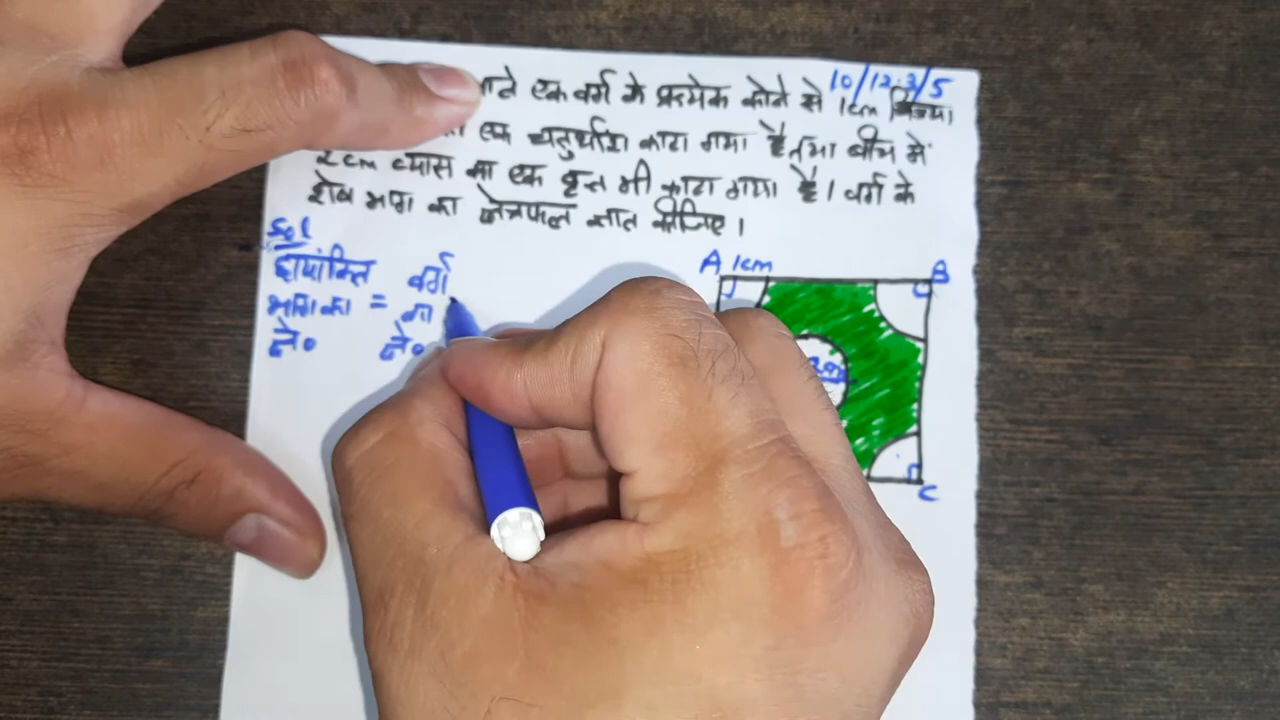 10/12.3/5
एक वर्ग के प्रत्येक कोने से 1cm त्रिज्या
एक चतुर्थांश काटा गया है तथा बीच में
2cm व्यास का एक वृत्त भी काटा गया है। वर्ग के
शेष भाग का क्षेत्रफल ज्ञात कीजिए।
Sol
छायांकित वर्ग
भाग का = का
क्षे० क्षे०
A 1cm B
C